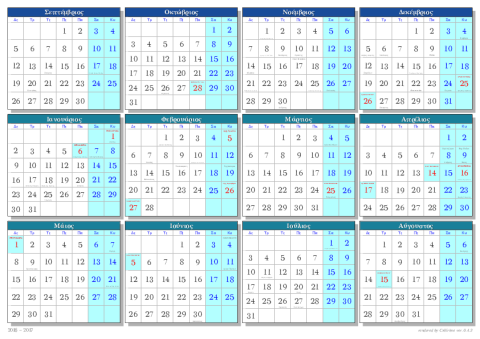 Σεπτέμβριος
Δε Τρ Τε Πε Πα Σα Κυ
1 2 3 4
5 6 7 8 9 10 11
12 13 14 15 16 17 18
19 20 21 22 23 24 25
26 27 28 29 30
Οκτώβριος
Δε Τρ Τε Πε Πα Σα Κυ
1 2
3 4 5 6 7 8 9
10 11 12 13 14 15 16
17 18 19 20 21 22 23
24 25 26 27 28 29 30
31
Νοέμβριος
Δε Τρ Τε Πε Πα Σα Κυ
1 2 3 4 5 6
7 8 9 10 11 12 13
14 15 16 17 18 19 20
21 22 23 24 25 26 27
28 29 30
Δεκέμβριος
Δε Τρ Τε Πε Πα Σα Κυ
1 2 3 4
5 6 7 8 9 10 11
12 13 14 15 16 17 18
19 20 21 22 23 24 25
26 27 28 29 30 31
Ιανουάριος
Δε Τρ Τε Πε Πα Σα Κυ
1
2 3 4 5 6 7 8
9 10 11 12 13 14 15
16 17 18 19 20 21 22
23 24 25 26 27 28 29
30 31
Φεβρουάριος
Δε Τρ Τε Πε Πα Σα Κυ
1 2 3 4 5
6 7 8 9 10 11 12
13 14 15 16 17 18 19
20 21 22 23 24 25 26
27 28
Μάρτιος
Δε Τρ Τε Πε Πα Σα Κυ
1 2 3 4 5
6 7 8 9 10 11 12
13 14 15 16 17 18 19
20 21 22 23 24 25 26
27 28 29 30 31
Απρίλιος
Δε Τρ Τε Πε Πα Σα Κυ
1 2
3 4 5 6 7 8 9
10 11 12 13 14 15 16
17 18 19 20 21 22 23
24 25 26 27 28 29 30
Μάιος
Δε Τρ Τε Πε Πα Σα Κυ
1 2 3 4 5 6 7
8 9 10 11 12 13 14
15 16 17 18 19 20 21
22 23 24 25 26 27 28
29 30 31
Ιούνιος
Δε Τρ Τε Πε Πα Σα Κυ
1 2 3 4
5 6 7 8 9 10 11
12 13 14 15 16 17 18
19 20 21 22 23 24 25
26 27 28 29 30
Ιούλιος
Δε Τρ Τε Πε Πα Σα Κυ
1 2
3 4 5 6 7 8 9
10 11 12 13 14 15 16
17 18 19 20 21 22 23
24 25 26 27 28 29 30
31
Αύγουστος
Δε Τρ Τε Πε Πα Σα Κυ
1 2 3 4 5 6
7 8 9 10 11 12 13
14 15 16 17 18 19 20
21 22 23 24 25 26 27
28 29 30 31
2016 - 2017